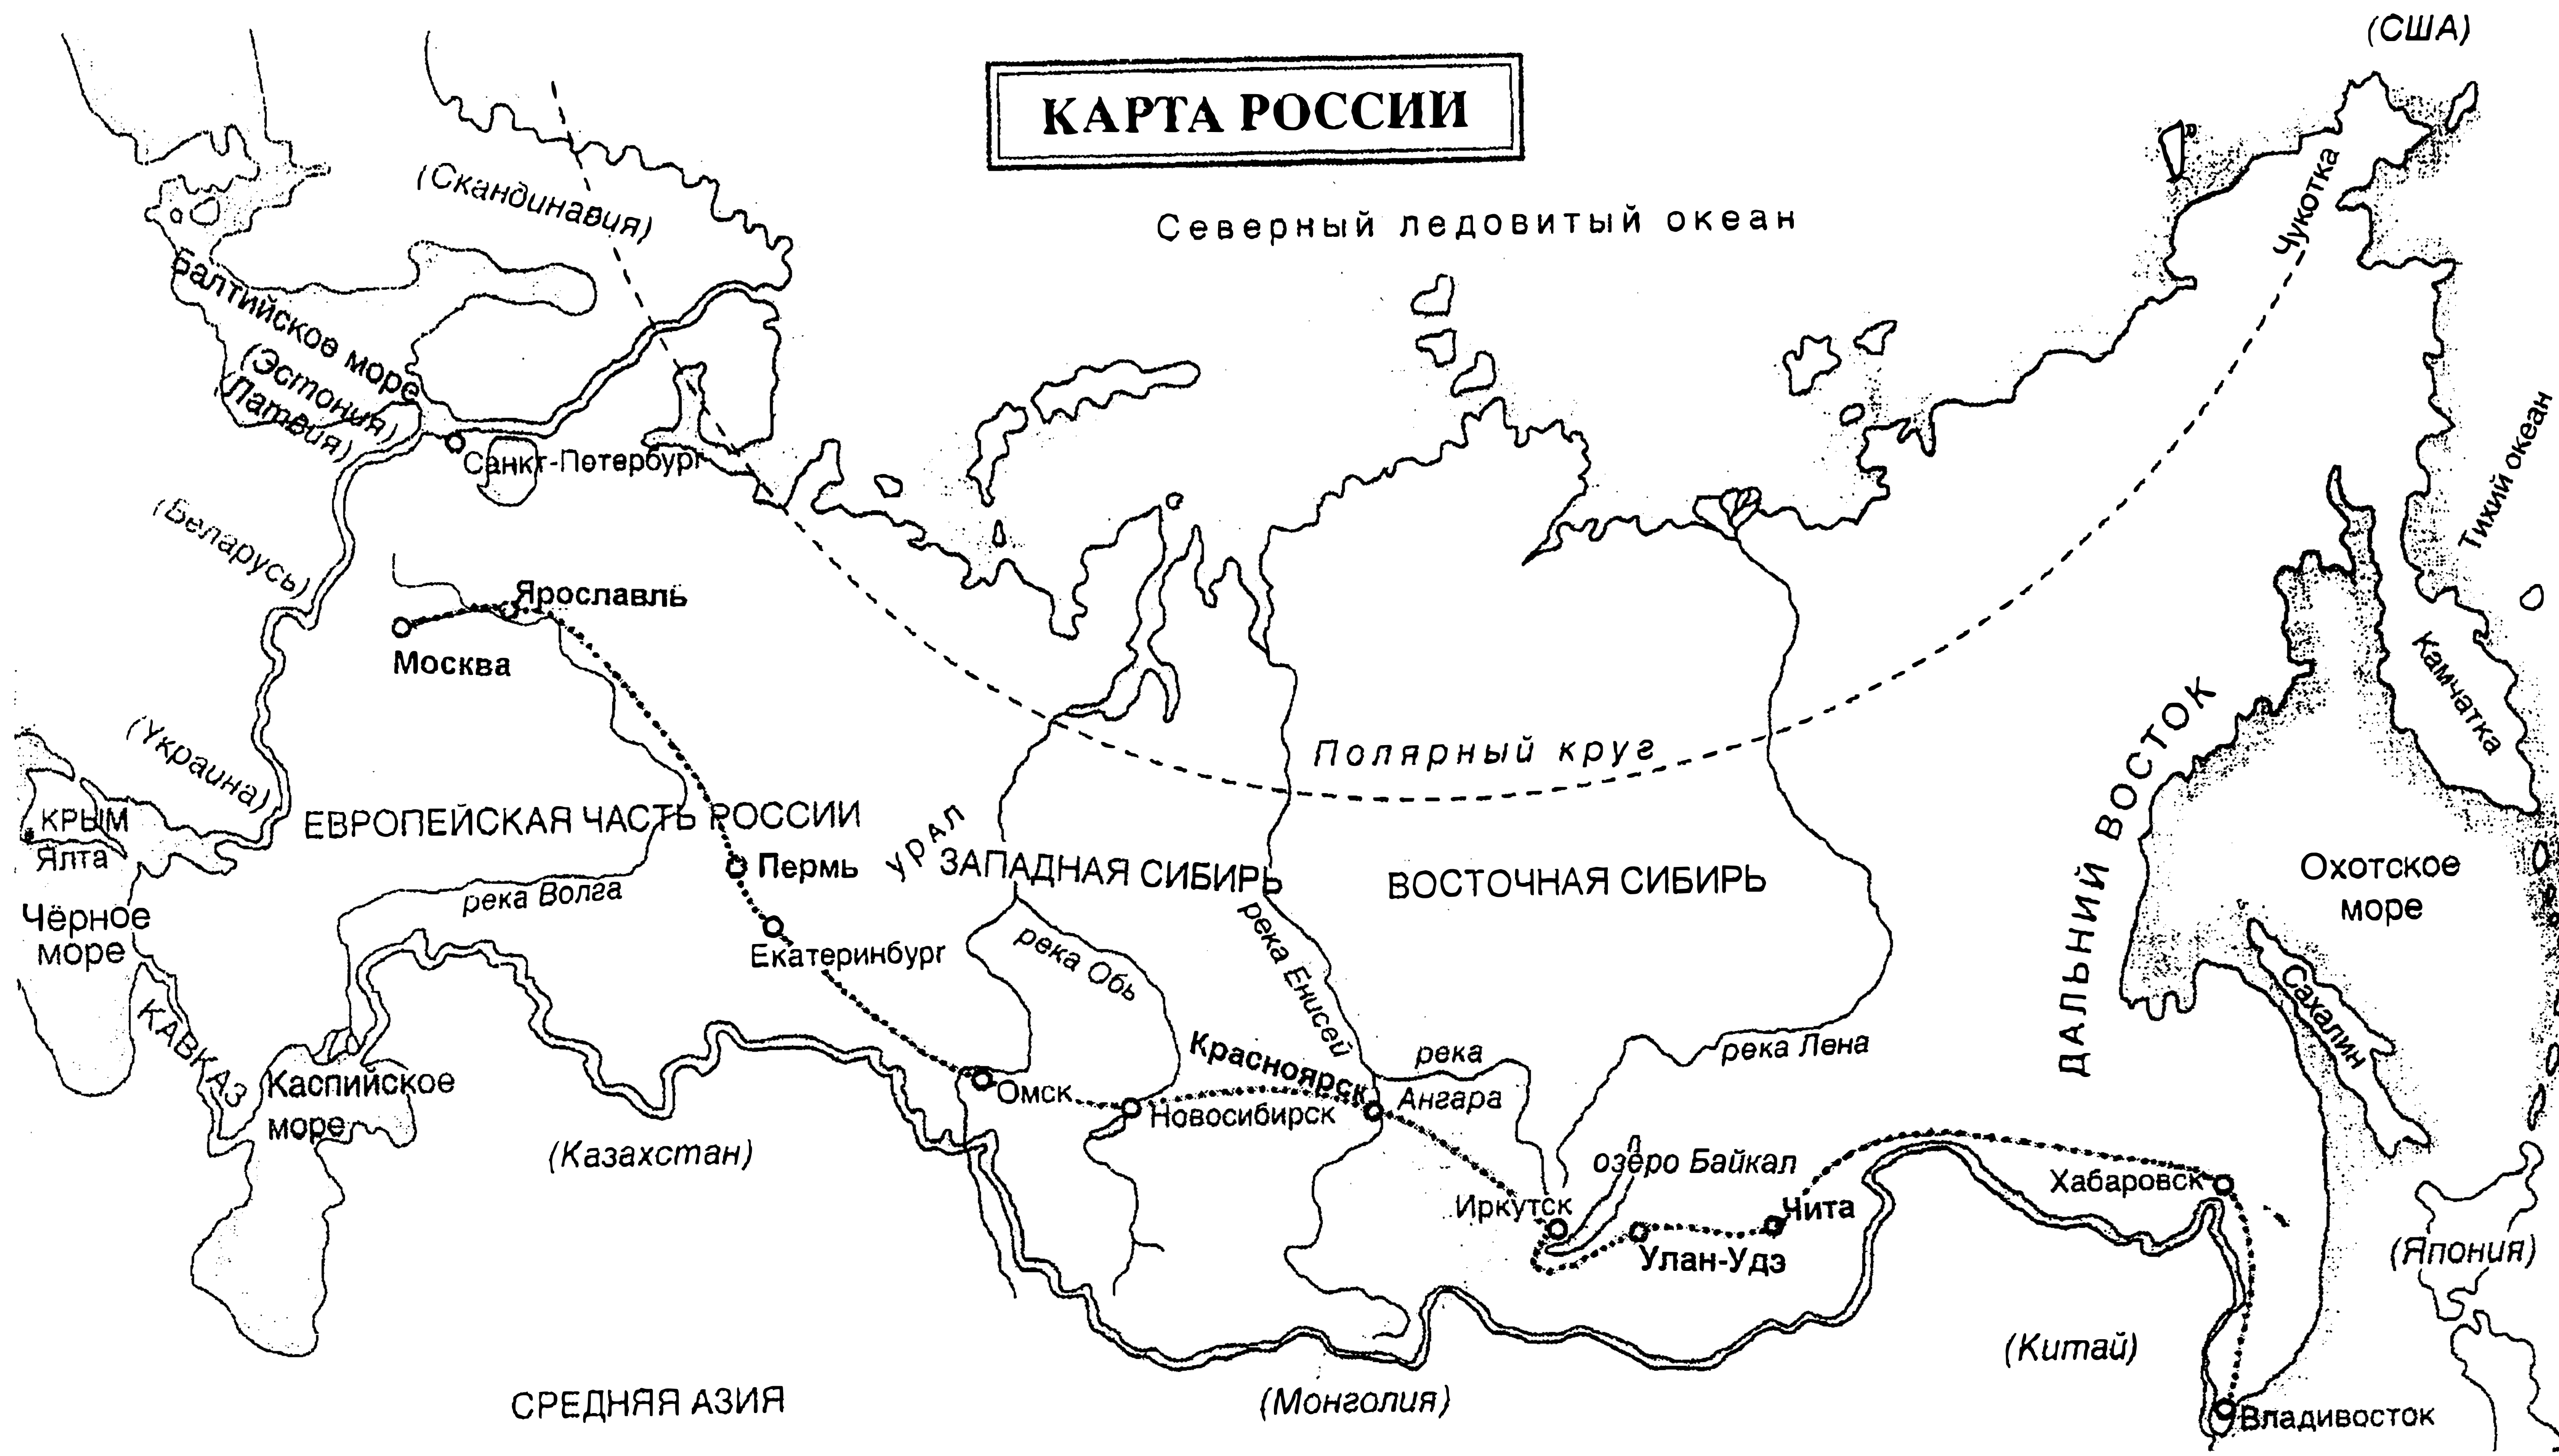 (США)
КАРТА РОССИИ
(Скандинавия)
Северный ледовитый океан
Чукотка
Балтийское море
(Эстония)
(Латвия)
Санкт-Петербург
Тихий океан
(Беларусь)
Ярославль
Москва
Камчатка
(Украина)
Полярный круг
ДАЛЬНИЙ ВОСТОК
КРЫМ
Ялта
ЕВРОПЕЙСКАЯ ЧАСТЬ РОССИИ
УРАЛ
Пермь
ЗАПАДНАЯ СИБИРЬ
ВОСТОЧНАЯ СИБИРЬ
Охотское
море
река Волга
Чёрное
море
Екатеринбург
река Обь
река Енисей
Сахалин
КАВКАЗ
Каспийское
море
Омск
Новосибирск
Красноярск
река
Ангара
река Лена
(Казахстан)
озеро Байкал
Иркутск
Улан-Удэ
Чита
Хабаровск
(Япония)
(Китай)
СРЕДНЯЯ АЗИЯ
(Монголия)
Владивосток